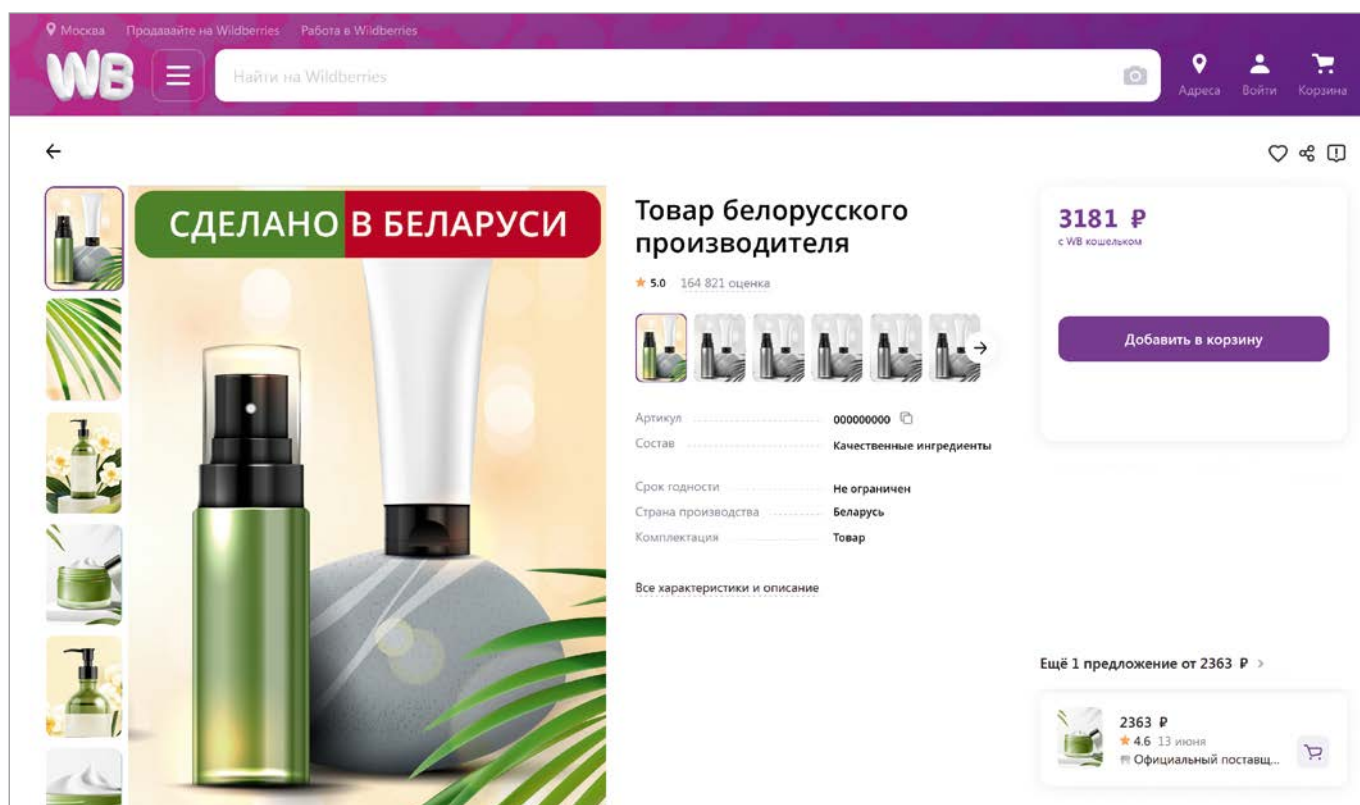 Москва Продавайте на Wildberries Работа в Wildberries
WB
Найти на Wildberries
Адреса Войти Корзина
СДЕЛАНО В БЕЛАРУСИ
Товар белорусского
производителя
5.0 164 821 оценка
Артикул 000000000
Состав Качественные ингредиенты
Срок годности Не ограничен
Страна производства Беларусь
Комплектация Товар
Все характеристики и описание
3181 ₽
с WB кошельком
Добавить в корзину
Ещё 1 предложение от 2363 ₽
2363 ₽
4.6 13 июня
Официальный поставщ...